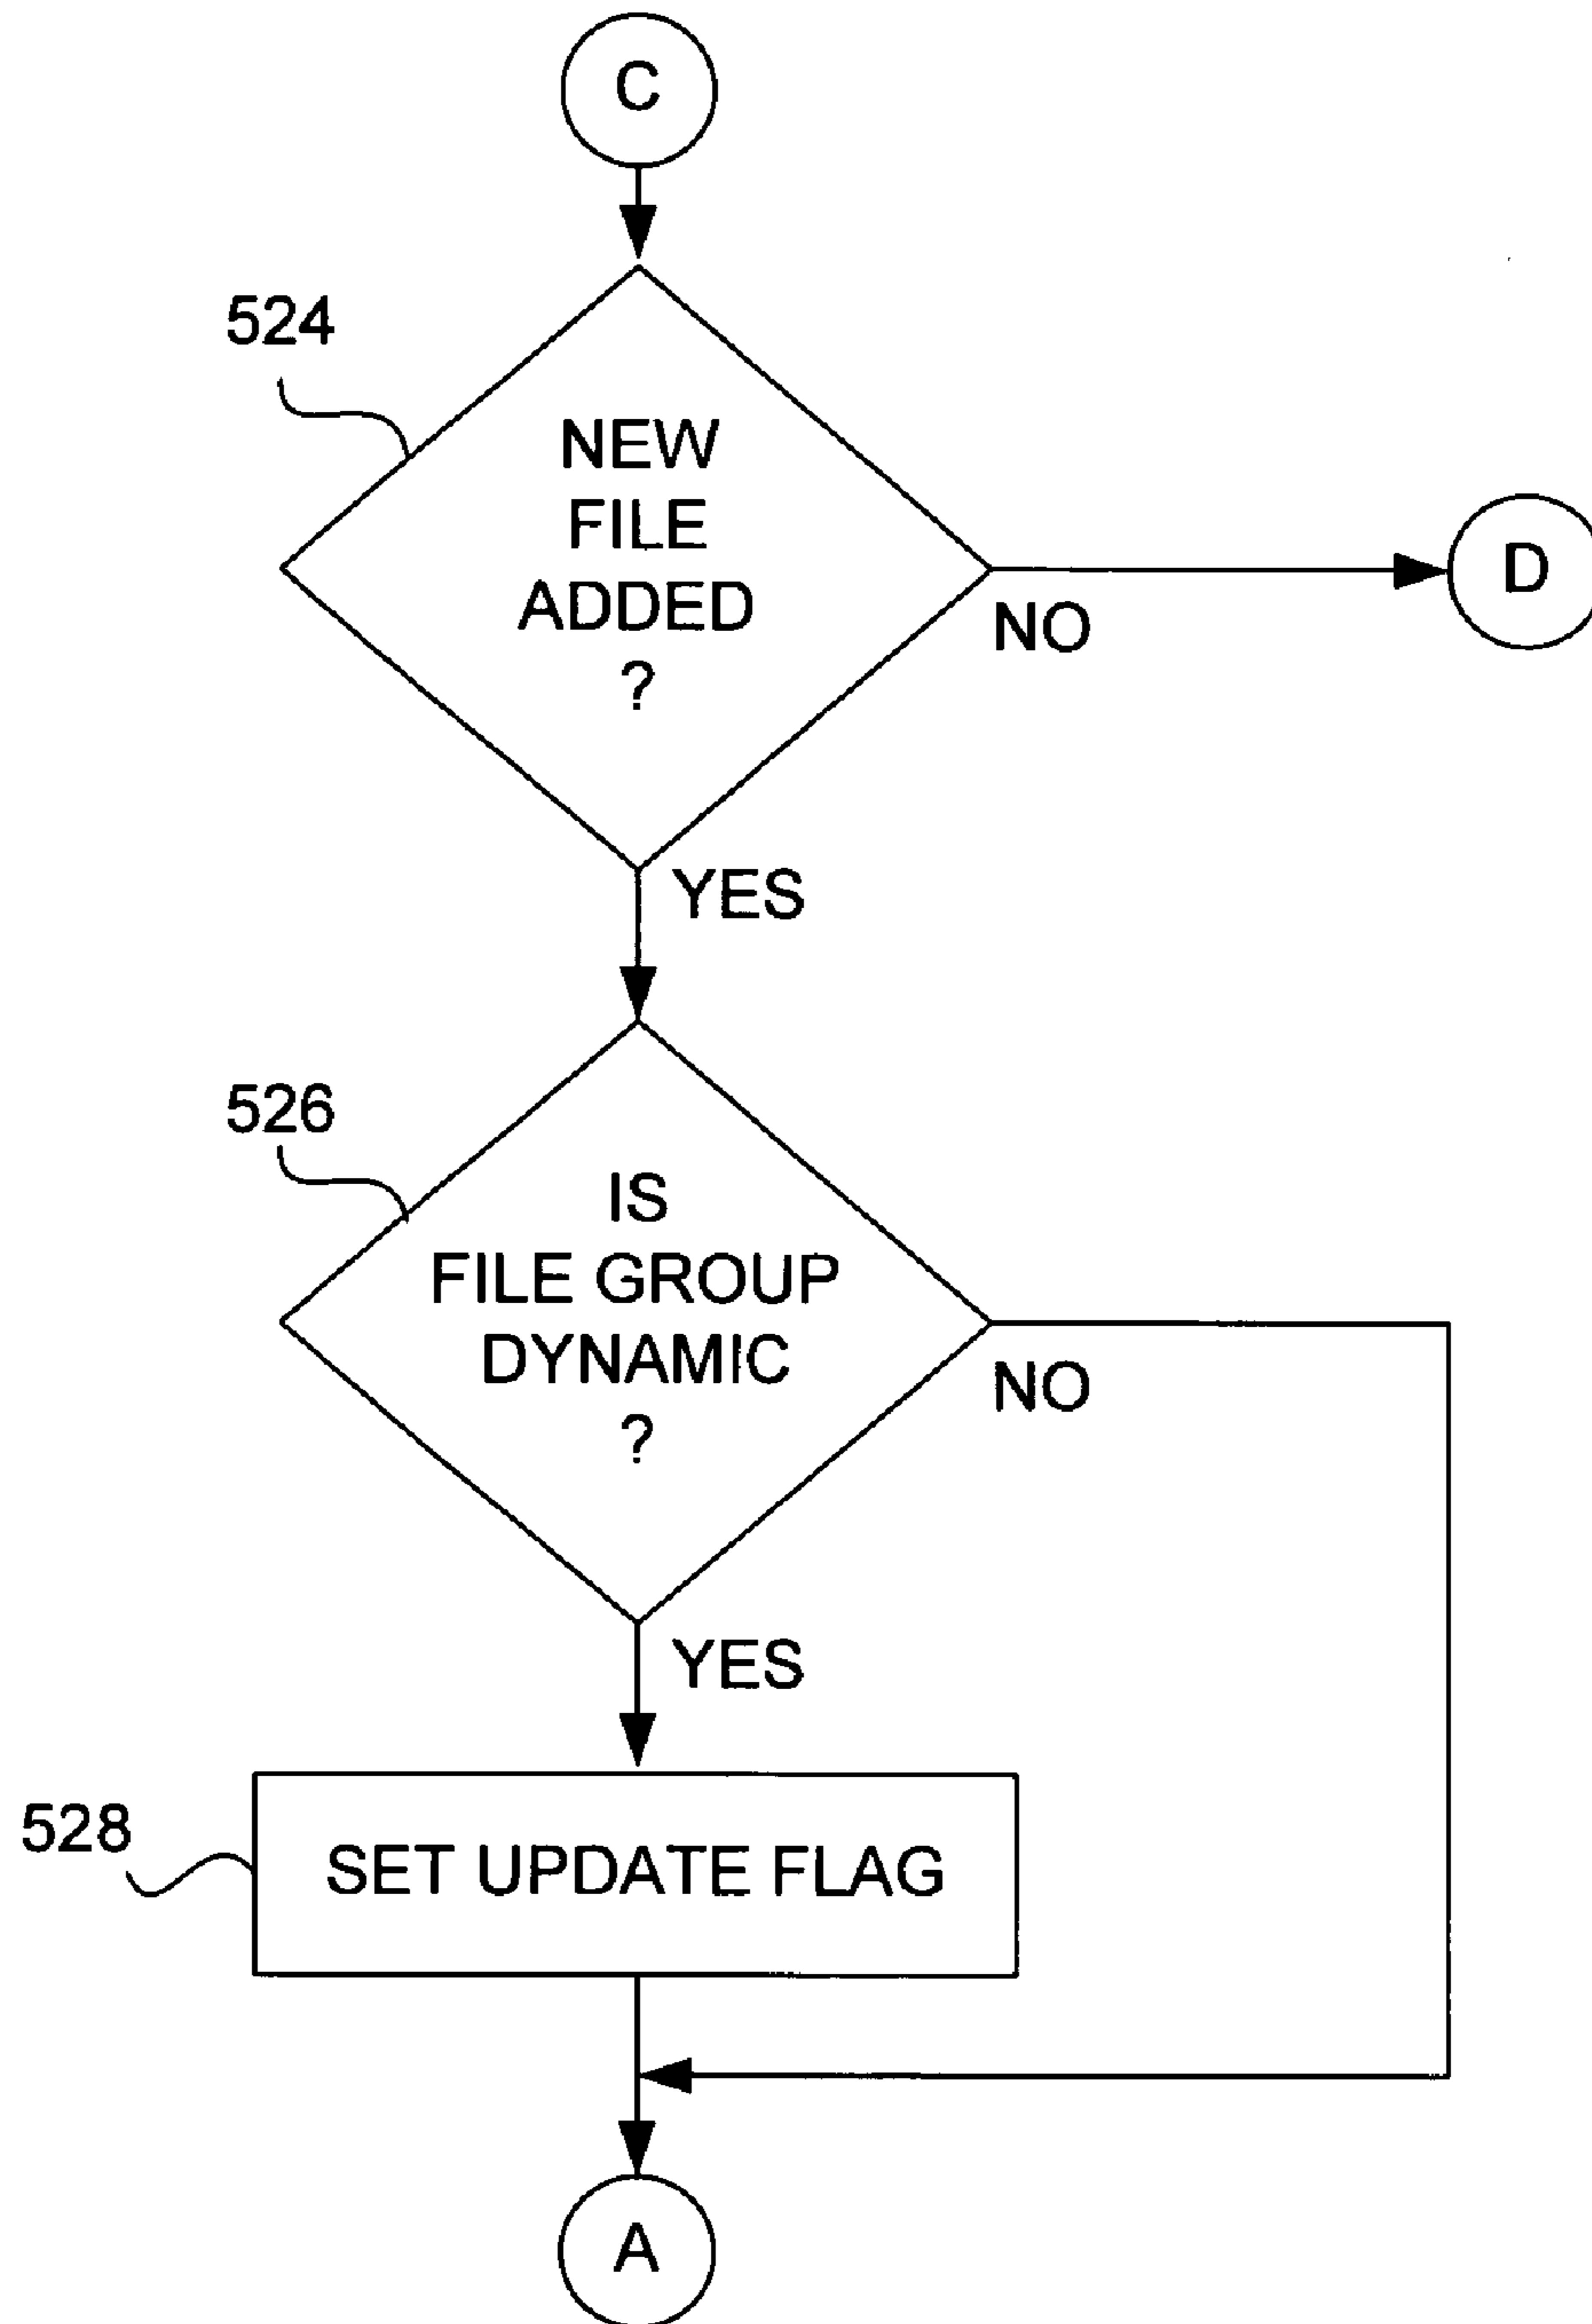 C
524
NEW
FILE
ADDED
?
D
NO
YES
526
IS
FILE GROUP
DYNAMIC
?
NO
YES
528
SET UPDATE FLAG
A